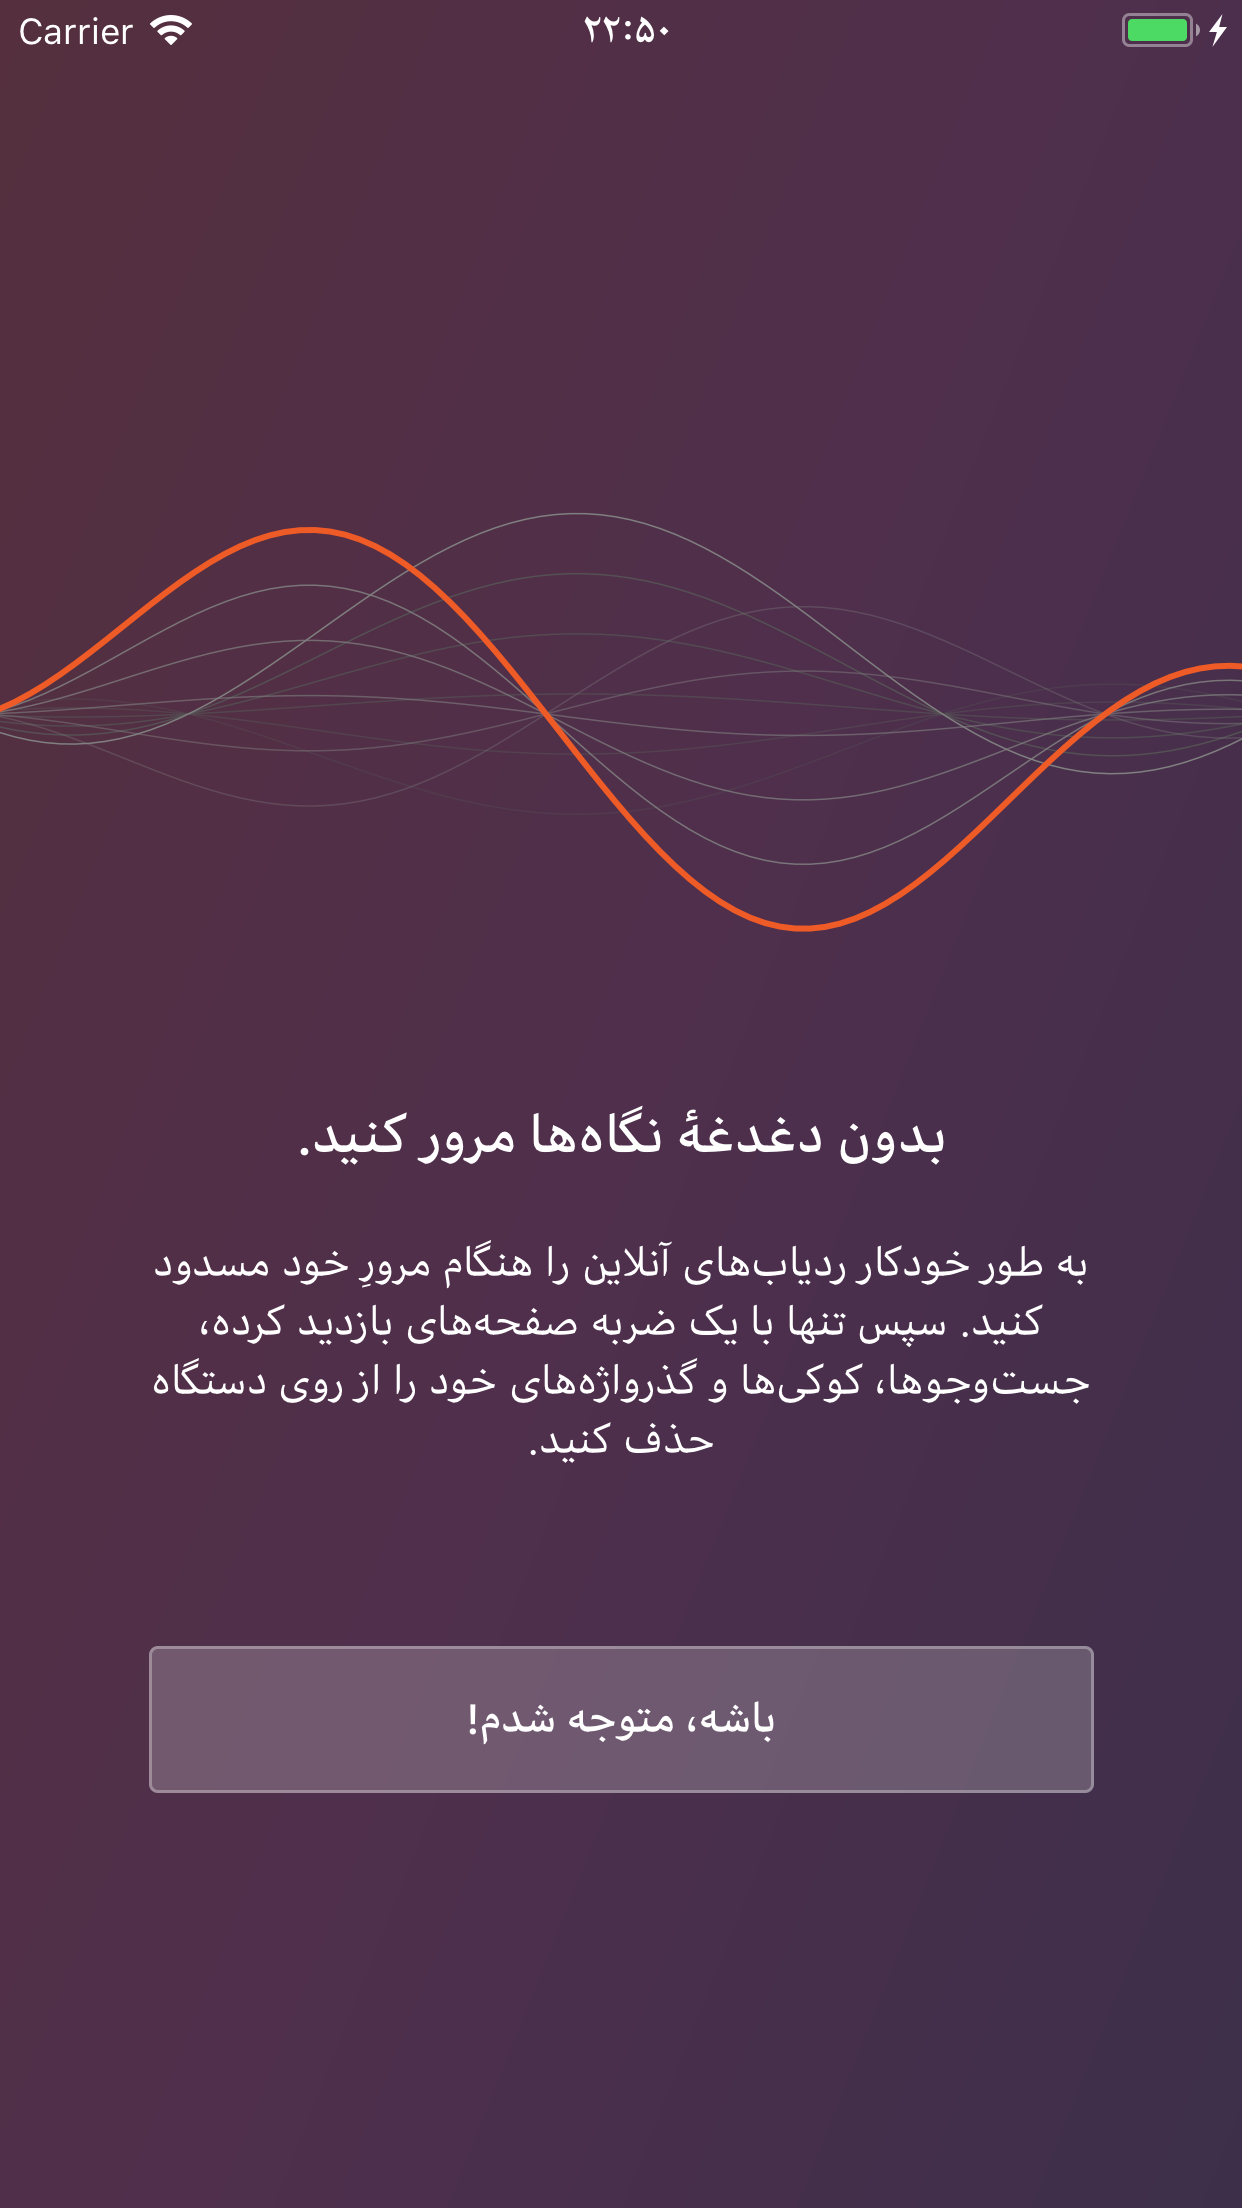 Carrier
۲۲:۵۰
بدون دغدغهٔ نگاه‌ها مرور کنید.
به طور خودکار ردیاب‌های آنلاین را هنگام مرورِ خود مسدود
کنید. سپس تنها با یک ضربه صفحه‌های بازدید کرده،
جست‌وجوها، کوکی‌ها و گذرواژه‌های خود را از روی دستگاه
حذف کنید.
باشه، متوجه شدم!